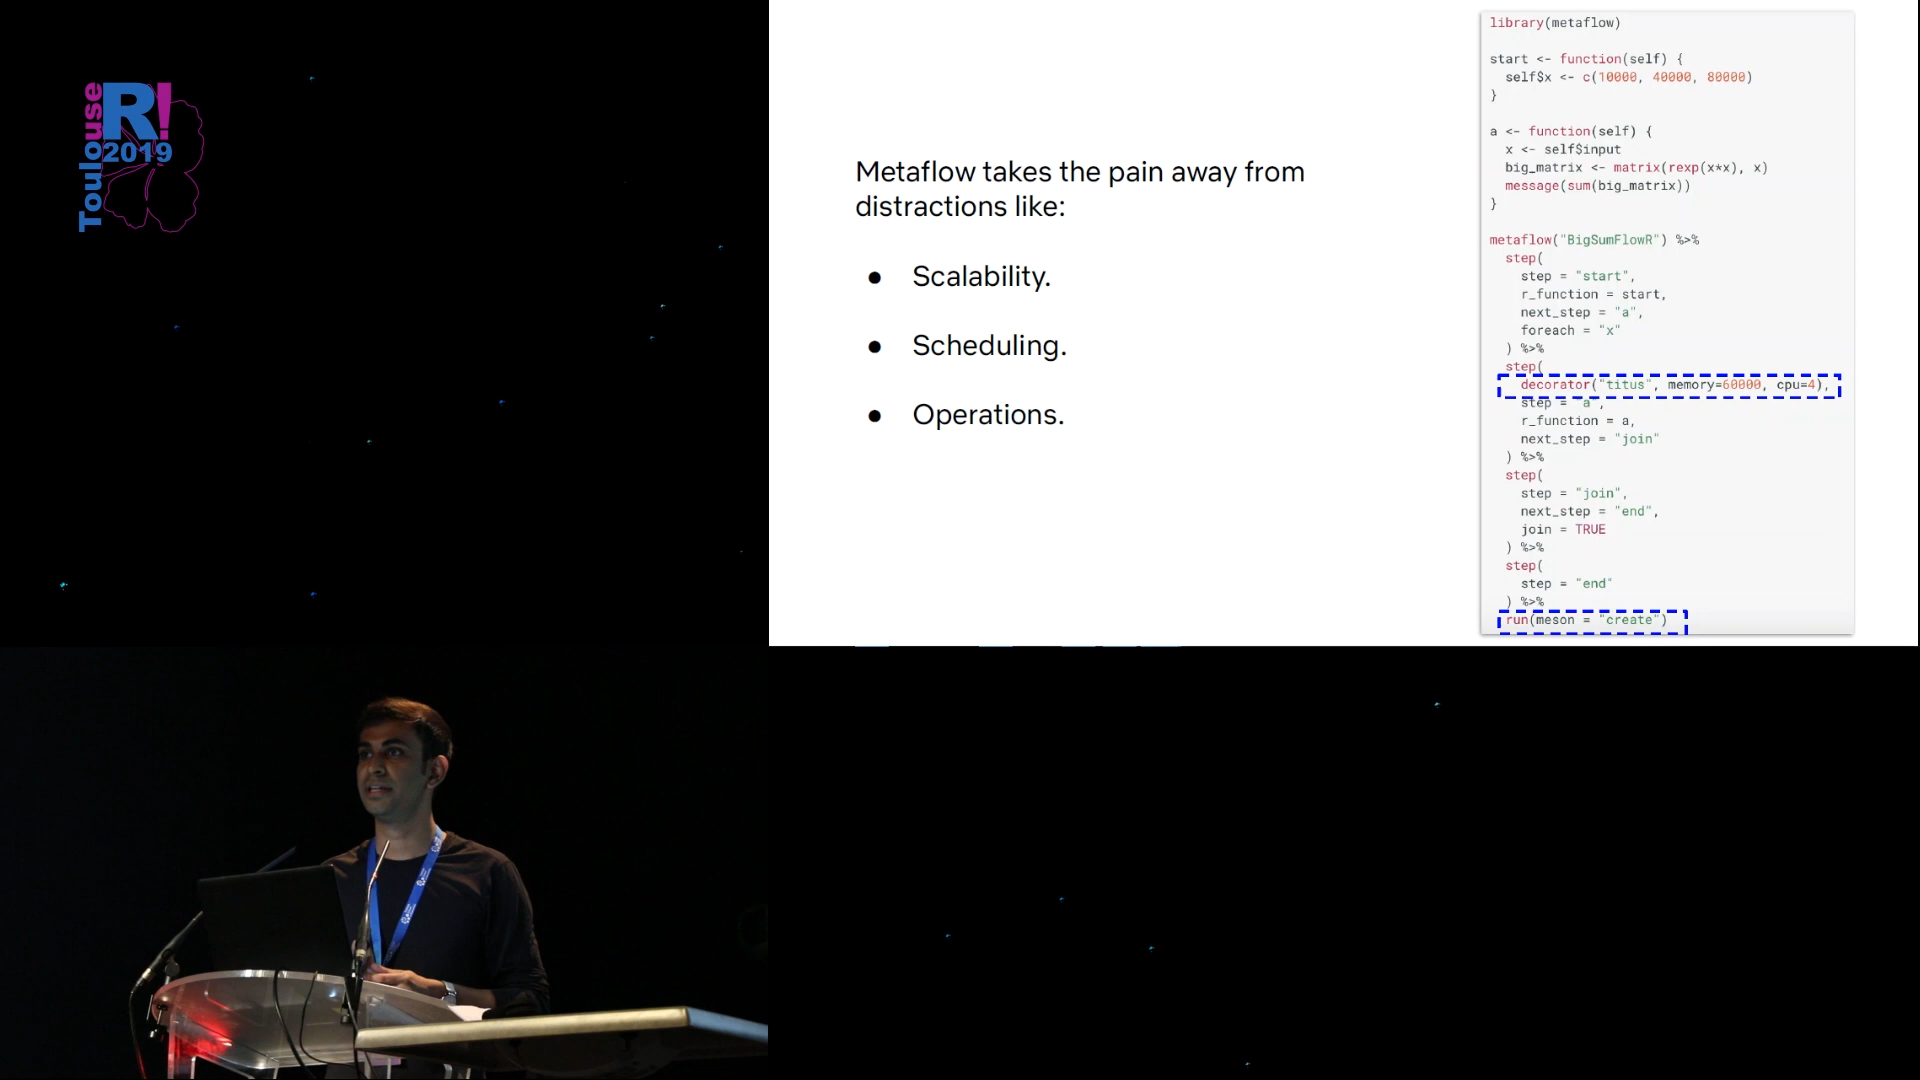 Toulouse
R!
2019
Metaflow takes the pain away from
distractions like:
● Scalability.
● Scheduling.
● Operations.
library(metaflow)
start <- function(self) {
  self$x <- c(10000, 40000, 80000)
}
a <- function(self) {
  x <- self$input
  big_matrix <- matrix(rexp(x*x), x)
  message(sum(big_matrix))
}
metaflow("BigSumFlowR") %>%
  step(
    step = "start",
    r_function = start,
    next_step = "a",
    foreach = "x"
  ) %>%
  step(
    decorator("titus", memory=60000, cpu=4),
    step = "a",
    r_function = a,
    next_step = "join"
  ) %>%
  step(
    step = "join",
    next_step = "end",
    join = TRUE
  ) %>%
  step(
    step = "end"
  ) %>%
  run(meson = "create")